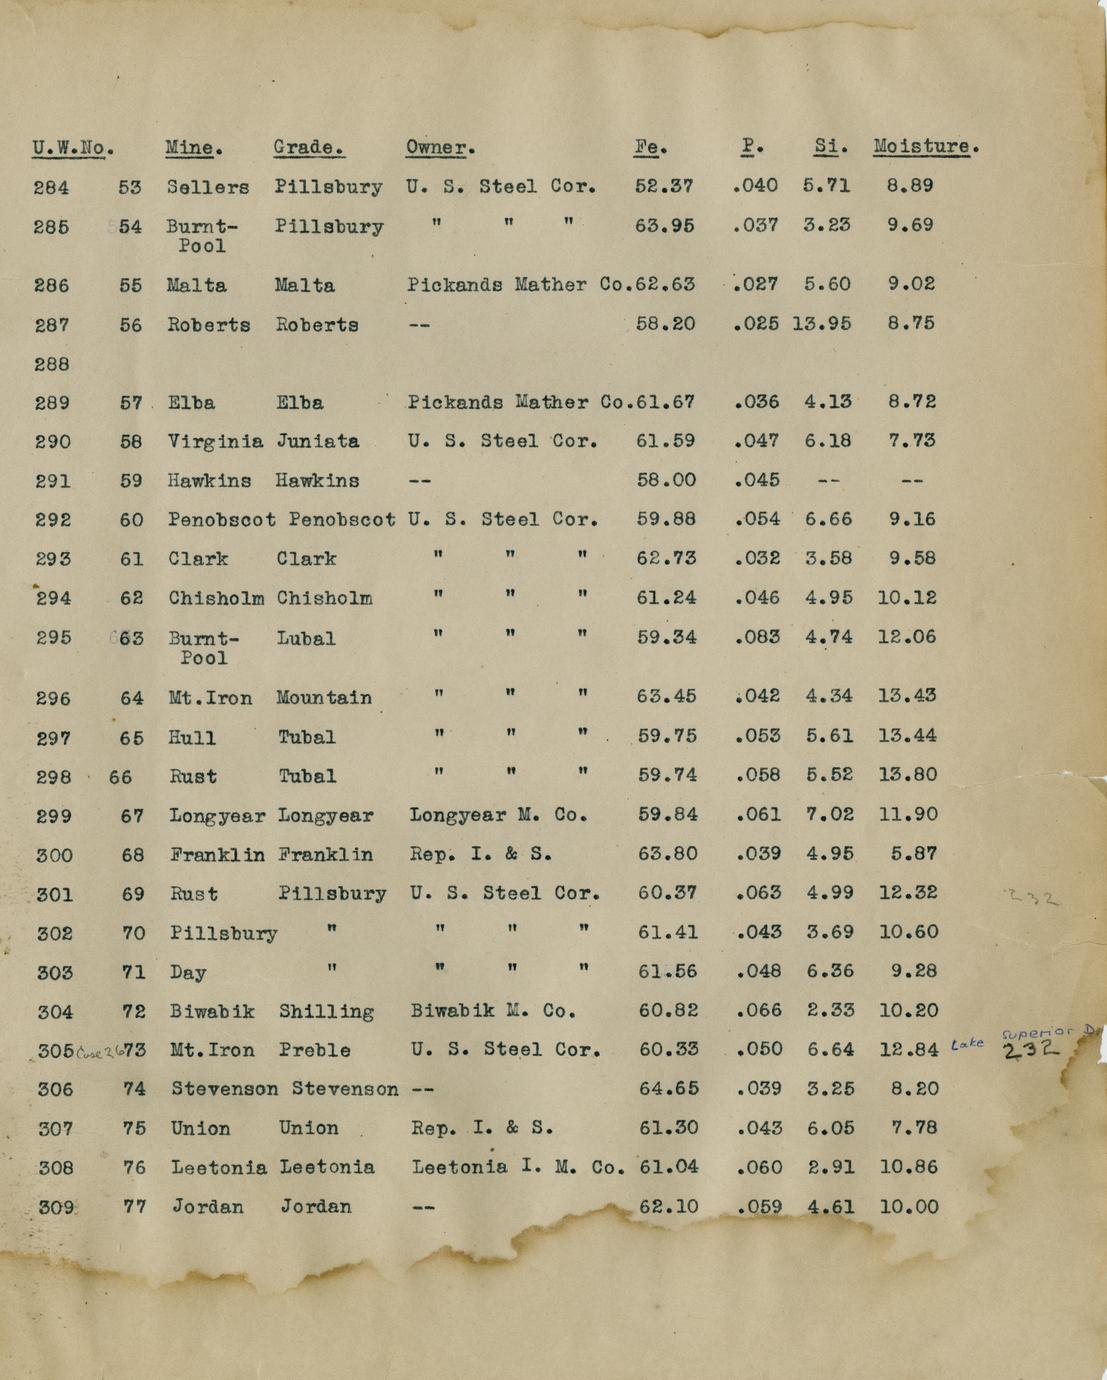 U.W.No. Mine. Grade. Owner. Fe. P. Si. Moisture.
284 53 Sellers Pillsbury U. S. Steel Cor. 52.37 .040 5.71 8.89
285 54 Burnt- Pillsbury " " " 63.95 .037 3.23 9.69
Pool
286 55 Malta Malta Pickands Mather Co. 62.63 .027 5.60 9.02
287 56 Roberts Roberts -- 58.20 .025 13.95 8.75
288
289 57 Elba Elba Pickands Mather Co. 61.67 .036 4.13 8.72
290 58 Virginia Juniata U. S. Steel Cor. 61.59 .047 6.18 7.73
291 59 Hawkins Hawkins -- 58.00 .045 -- --
292 60 Penobscot Penobscot U. S. Steel Cor. 59.88 .054 6.66 9.16
293 61 Clark Clark " " " 62.73 .032 3.58 9.58
294 62 Chisholm Chisholm " " " 61.24 .046 4.95 10.12
295 63 Burnt- Lubal " " " 59.34 .083 4.74 12.06
Pool
296 64 Mt.Iron Mountain " " " 63.45 .042 4.34 13.43
297 65 Hull Tubal " " " 59.75 .053 5.61 13.44
298 66 Rust Tubal " " " 59.74 .058 5.52 13.80
299 67 Longyear Longyear Longyear M. Co. 59.84 .061 7.02 11.90
300 68 Franklin Franklin Rep. I. & S. 63.80 .039 4.95 5.87
301 69 Rust Pillsbury U. S. Steel Cor. 60.37 .063 4.99 12.32 232
302 70 Pillsbury " " " " 61.41 .043 3.69 10.60
303 71 Day " " " " 61.56 .048 6.36 9.28
304 72 Biwabik Shilling Biwabik M. Co. 60.82 .066 2.33 10.20
305 Case 26 73 Mt.Iron Preble U. S. Steel Cor. 60.33 .050 6.64 12.84 Lake Superior D
232
306 74 Stevenson Stevenson -- 64.65 .039 3.25 8.20
307 75 Union Union Rep. I. & S. 61.30 .043 6.05 7.78
308 76 Leetonia Leetonia Leetonia I. M. Co. 61.04 .060 2.91 10.86
309 77 Jordan Jordan -- 62.10 .059 4.61 10.00